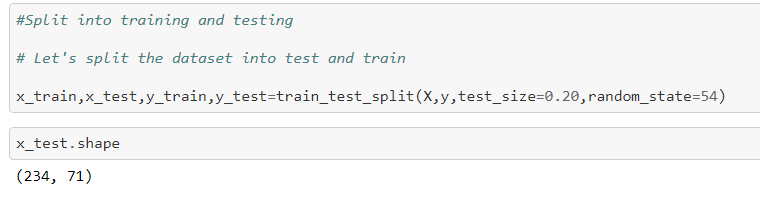 #Split into training and testing
# Let's split the dataset into test and train
x_train,x_test,y_train,y_test=train_test_split(X,y,test_size=0.20,random_state=54)
x_test.shape
(234, 71)